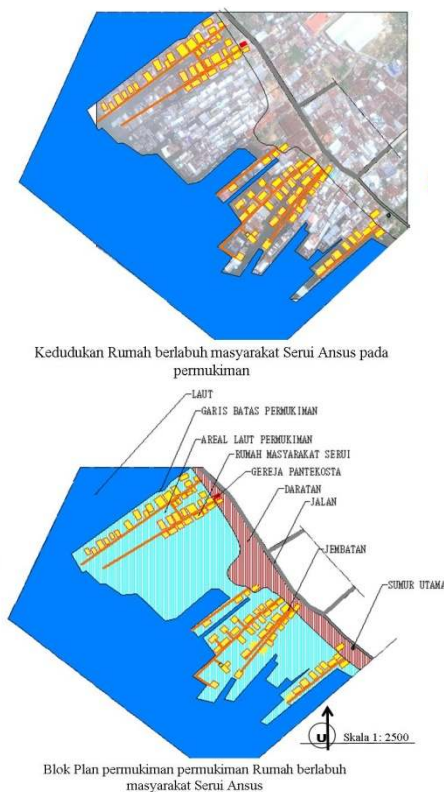 Kedudukan Rumah berlabuh masyarakat Serui Ansus pada
permukiman
LAUT
GARIS BATAS PERMUKIMAN
AREAL LAUT PERMUKIMAN
RUMAH MASYARAKAT SERUI
GEREJA PANTEKOSTA
DARATAN
JALAN
JEMBATAN
SUMUR UTAMA
U
Skala 1: 2500
Blok Plan permukiman permukiman Rumah berlabuh
masyarakat Serui Ansus